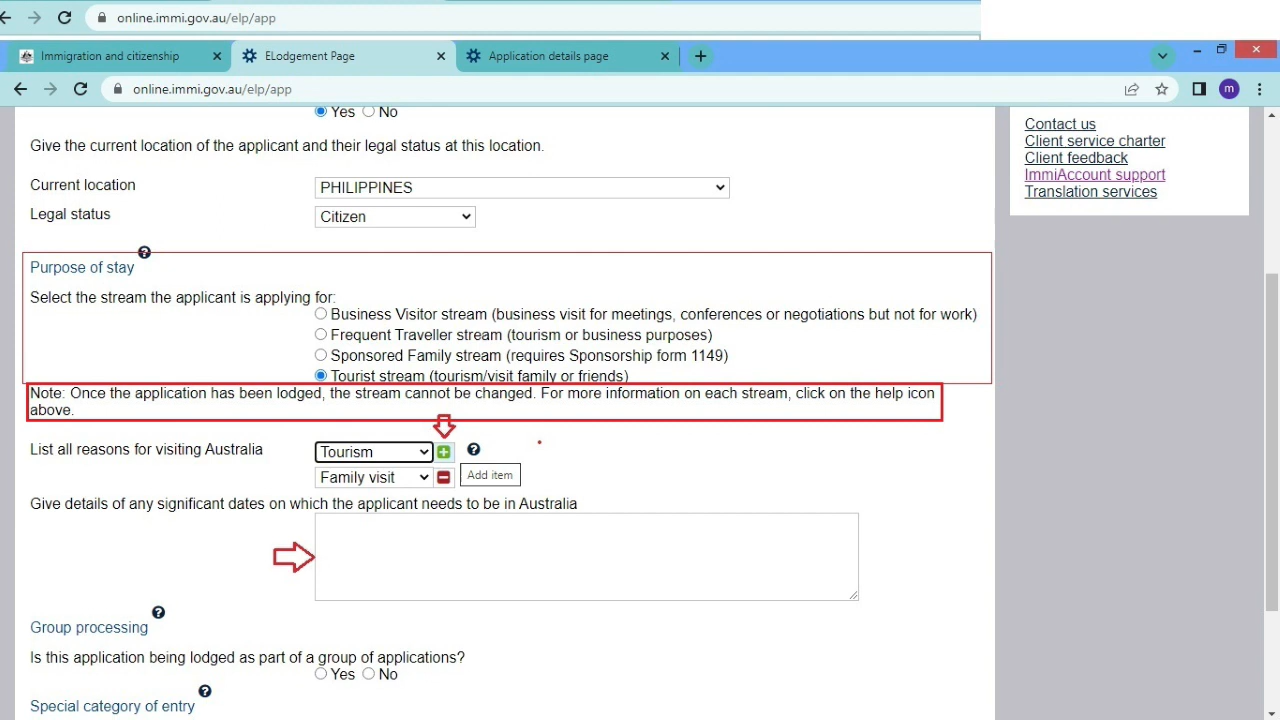 online.immi.gov.au/elp/app
Immigration and citizenship
ELodgement Page
Application details page
online.immi.gov.au/elp/app
m
Yes No
Give the current location of the applicant and their legal status at this location.
Current location PHILIPPINES
Legal status Citizen
Purpose of stay
Select the stream the applicant is applying for:
Business Visitor stream (business visit for meetings, conferences or negotiations but not for work)
Frequent Traveller stream (tourism or business purposes)
Sponsored Family stream (requires Sponsorship form 1149)
Tourist stream (tourism/visit family or friends)
Note: Once the application has been lodged, the stream cannot be changed. For more information on each stream, click on the help icon
above.
List all reasons for visiting Australia Tourism
Family visit Add item
Give details of any significant dates on which the applicant needs to be in Australia
Group processing
Is this application being lodged as part of a group of applications?
Yes No
Special category of entry
Contact us
Client service charter
Client feedback
ImmiAccount support
Translation services